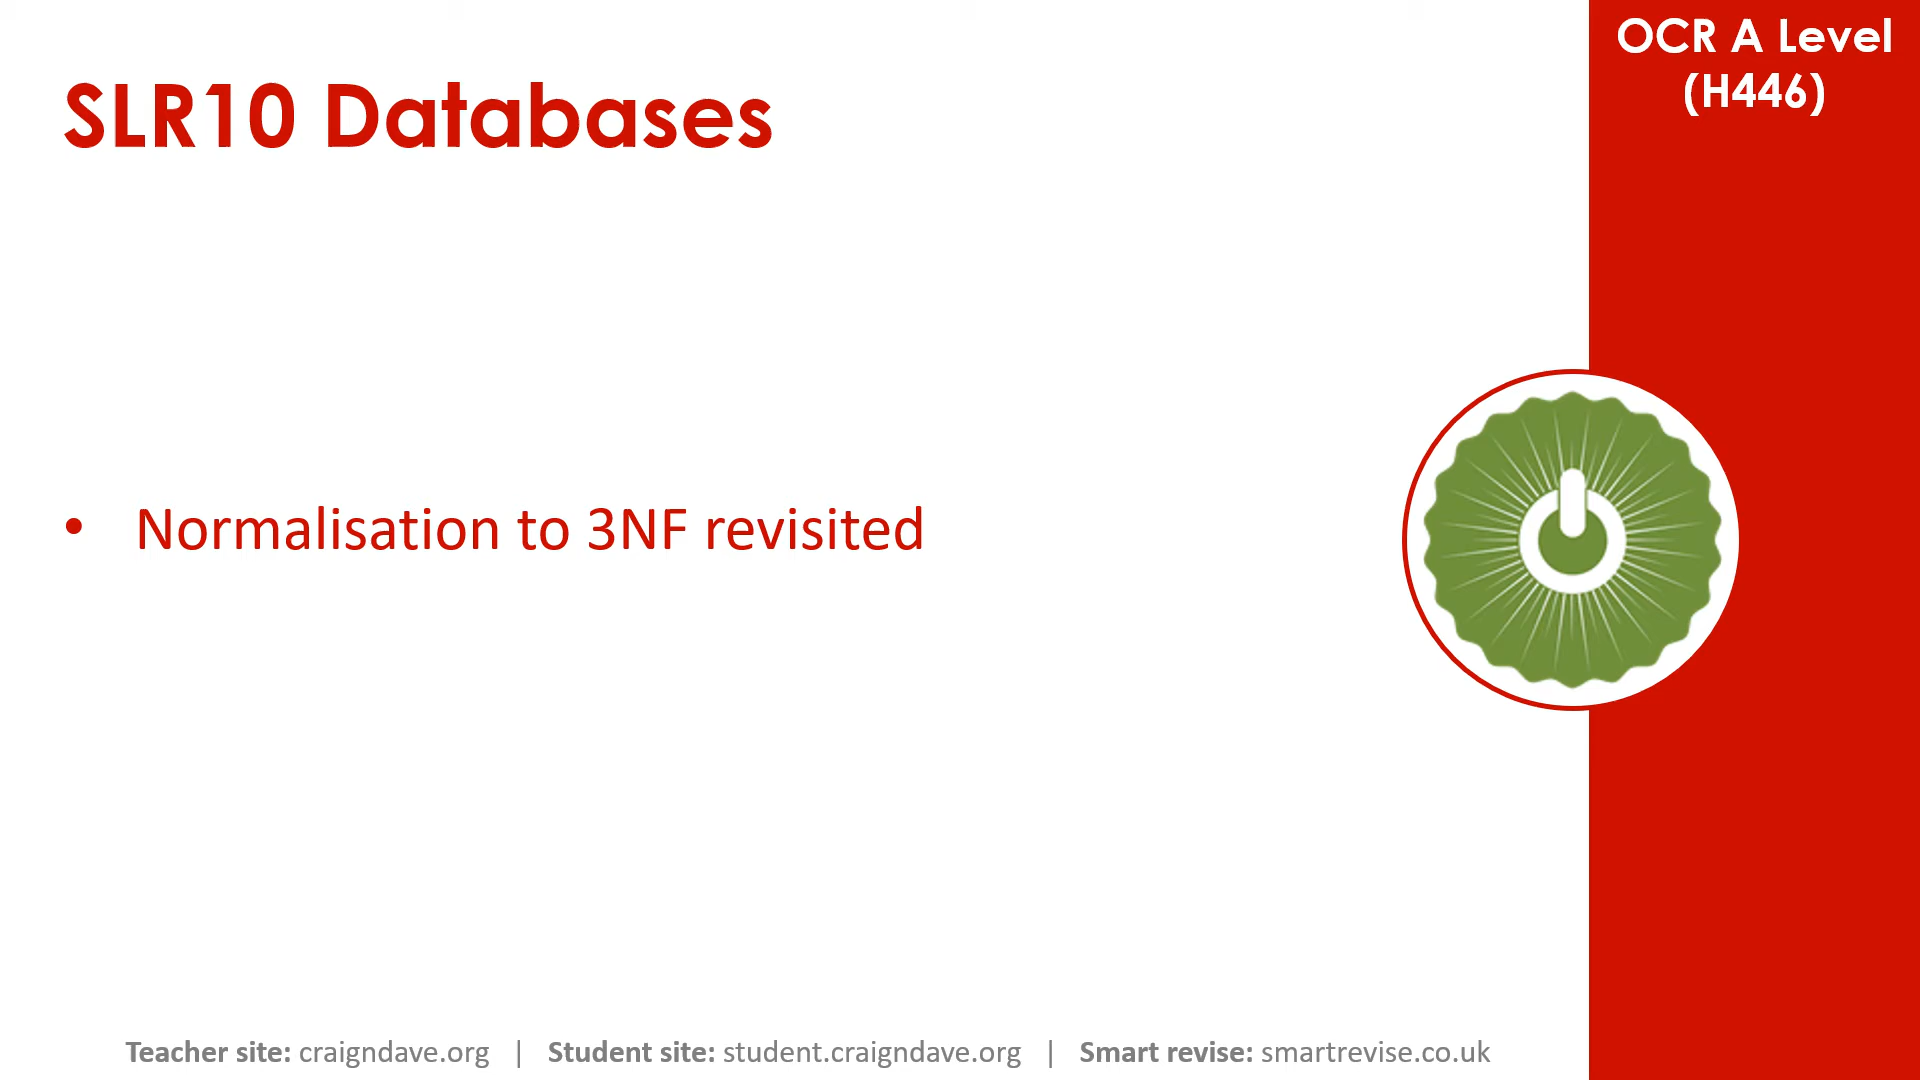 OCR A Level
(H446)
SLR10 Databases
• Normalisation to 3NF revisited
Teacher site: craigndave.org | Student site: student.craigndave.org | Smart revise: smartrevise.co.uk